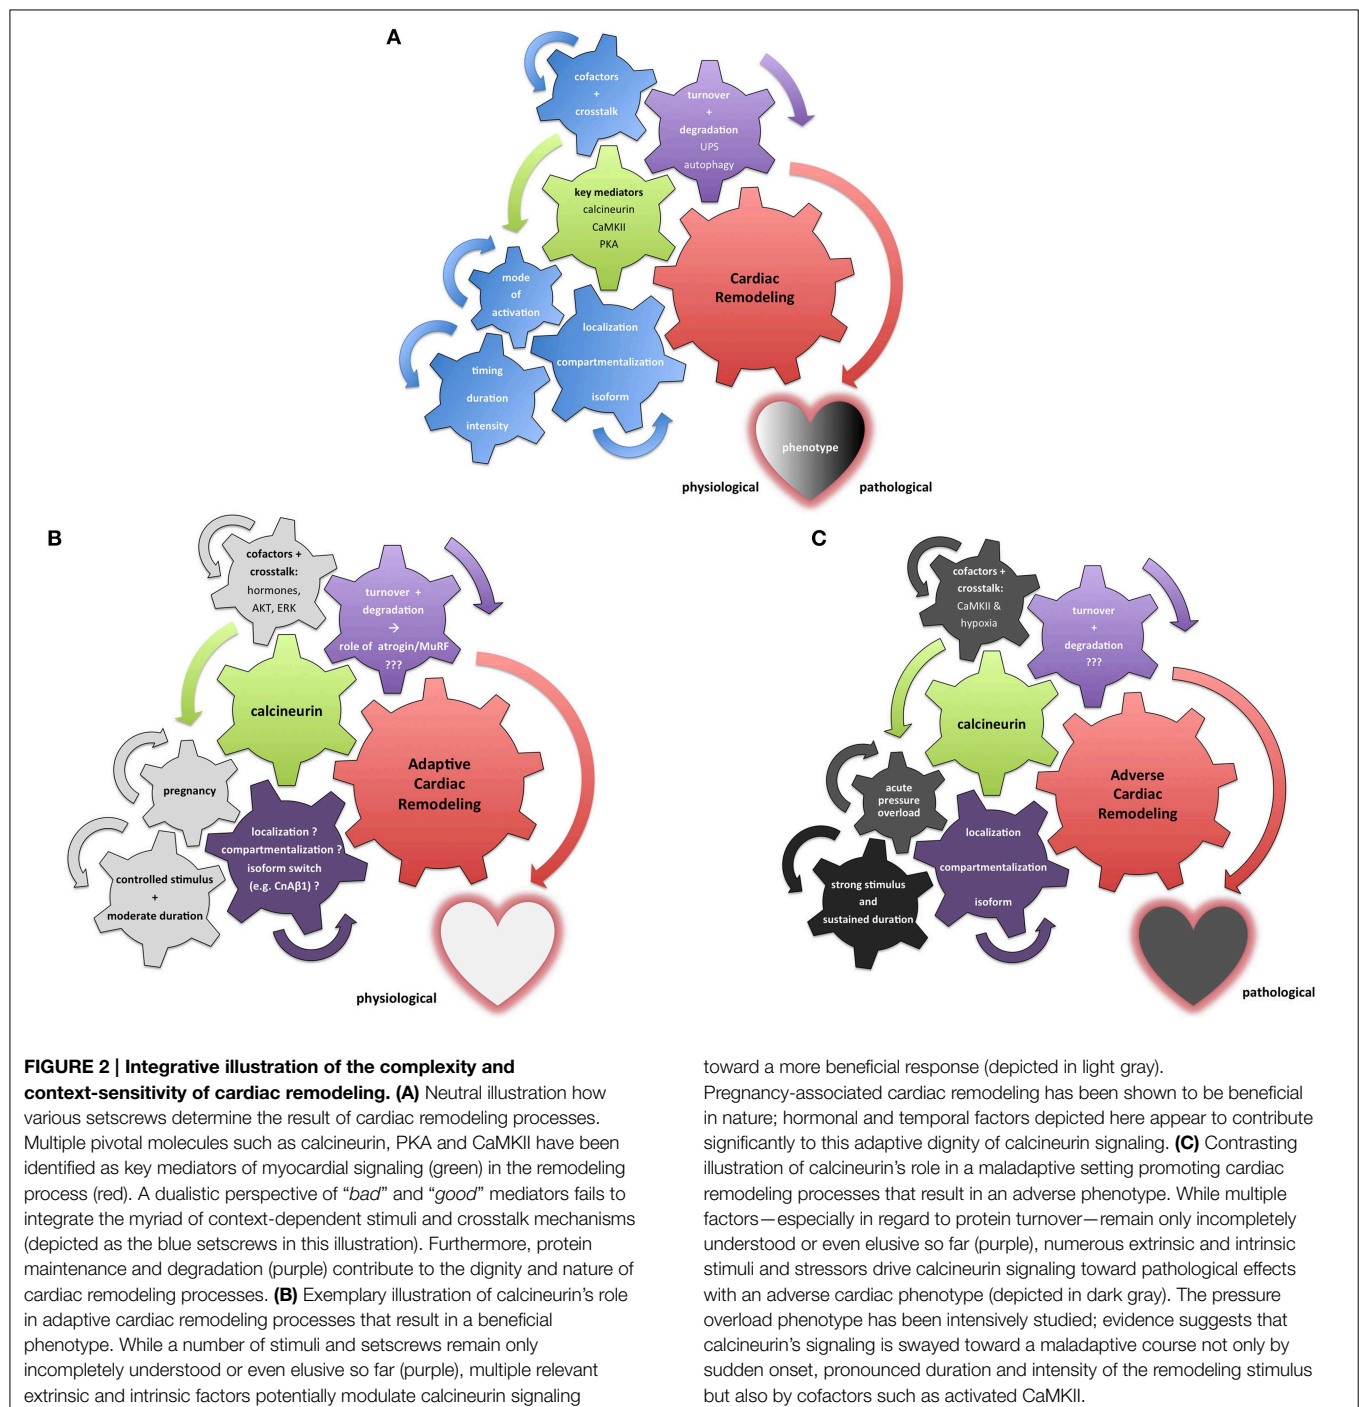 A
cofactors
+
crosstalk
turnover
+
degradation
UPS
autophagy
key mediators
calcineurin
CaMKII
PKA
mode
of
activation
Cardiac
Remodeling
localization
compartmentalization
isoform
timing
duration
intensity
phenotype
physiological
pathological
B
cofactors +
crosstalk:
hormones,
AKT, ERK
turnover +
degradation
→
role of atrogin/MuRF
???
calcineurin
pregnancy
Adaptive
Cardiac
Remodeling
localization ?
compartmentalization ?
isoform switch
(e.g. CnAβ1) ?
controlled stimulus
+
moderate duration
physiological
C
cofactors +
crosstalk:
CaMKII &
hypoxia
turnover
+
degradation
???
calcineurin
acute
pressure
overload
Adverse
Cardiac
Remodeling
localization
compartmentalization
isoform
strong stimulus
and
sustained duration
pathological
FIGURE 2 | Integrative illustration of the complexity and
context-sensitivity of cardiac remodeling. (A) Neutral illustration how
various setscrews determine the result of cardiac remodeling processes.
Multiple pivotal molecules such as calcineurin, PKA and CaMKII have been
identified as key mediators of myocardial signaling (green) in the remodeling
process (red). A dualistic perspective of “bad” and “good” mediators fails to
integrate the myriad of context-dependent stimuli and crosstalk mechanisms
(depicted as the blue setscrews in this illustration). Furthermore, protein
maintenance and degradation (purple) contribute to the dignity and nature of
cardiac remodeling processes. (B) Exemplary illustration of calcineurin’s role
in adaptive cardiac remodeling processes that result in a beneficial
phenotype. While a number of stimuli and setscrews remain only
incompletely understood or even elusive so far (purple), multiple relevant
extrinsic and intrinsic factors potentially modulate calcineurin signaling
toward a more beneficial response (depicted in light gray).
Pregnancy-associated cardiac remodeling has been shown to be beneficial
in nature; hormonal and temporal factors depicted here appear to contribute
significantly to this adaptive dignity of calcineurin signaling. (C) Contrasting
illustration of calcineurin’s role in a maladaptive setting promoting cardiac
remodeling processes that result in an adverse phenotype. While multiple
factors—especially in regard to protein turnover—remain only incompletely
understood or even elusive so far (purple), numerous extrinsic and intrinsic
stimuli and stressors drive calcineurin signaling toward pathological effects
with an adverse cardiac phenotype (depicted in dark gray). The pressure
overload phenotype has been intensively studied; evidence suggests that
calcineurin’s signaling is swayed toward a maladaptive course not only by
sudden onset, pronounced duration and intensity of the remodeling stimulus
but also by cofactors such as activated CaMKII.